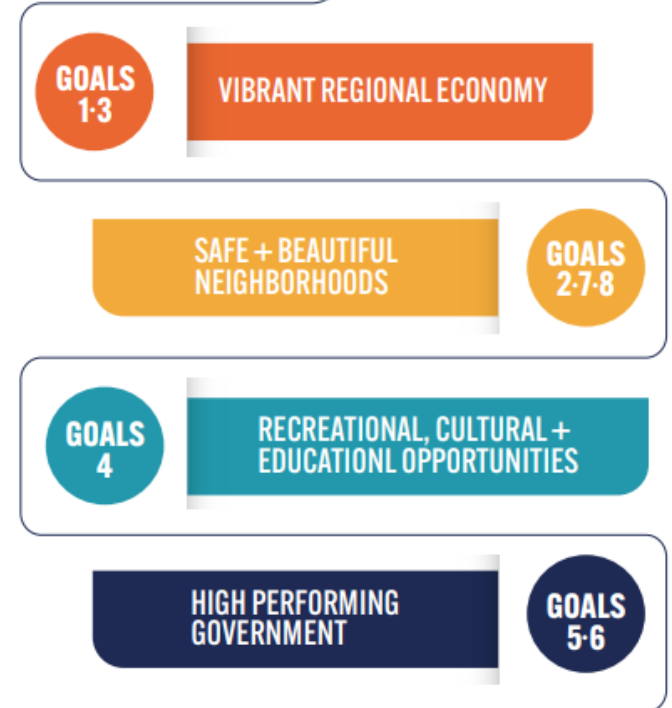 GOALS
1·3
VIBRANT REGIONAL ECONOMY
SAFE + BEAUTIFUL
NEIGHBORHOODS
GOALS
2·7·8
GOALS
4
RECREATIONAL, CULTURAL +
EDUCATIONL OPPORTUNITIES
HIGH PERFORMING
GOVERNMENT
GOALS
5·6